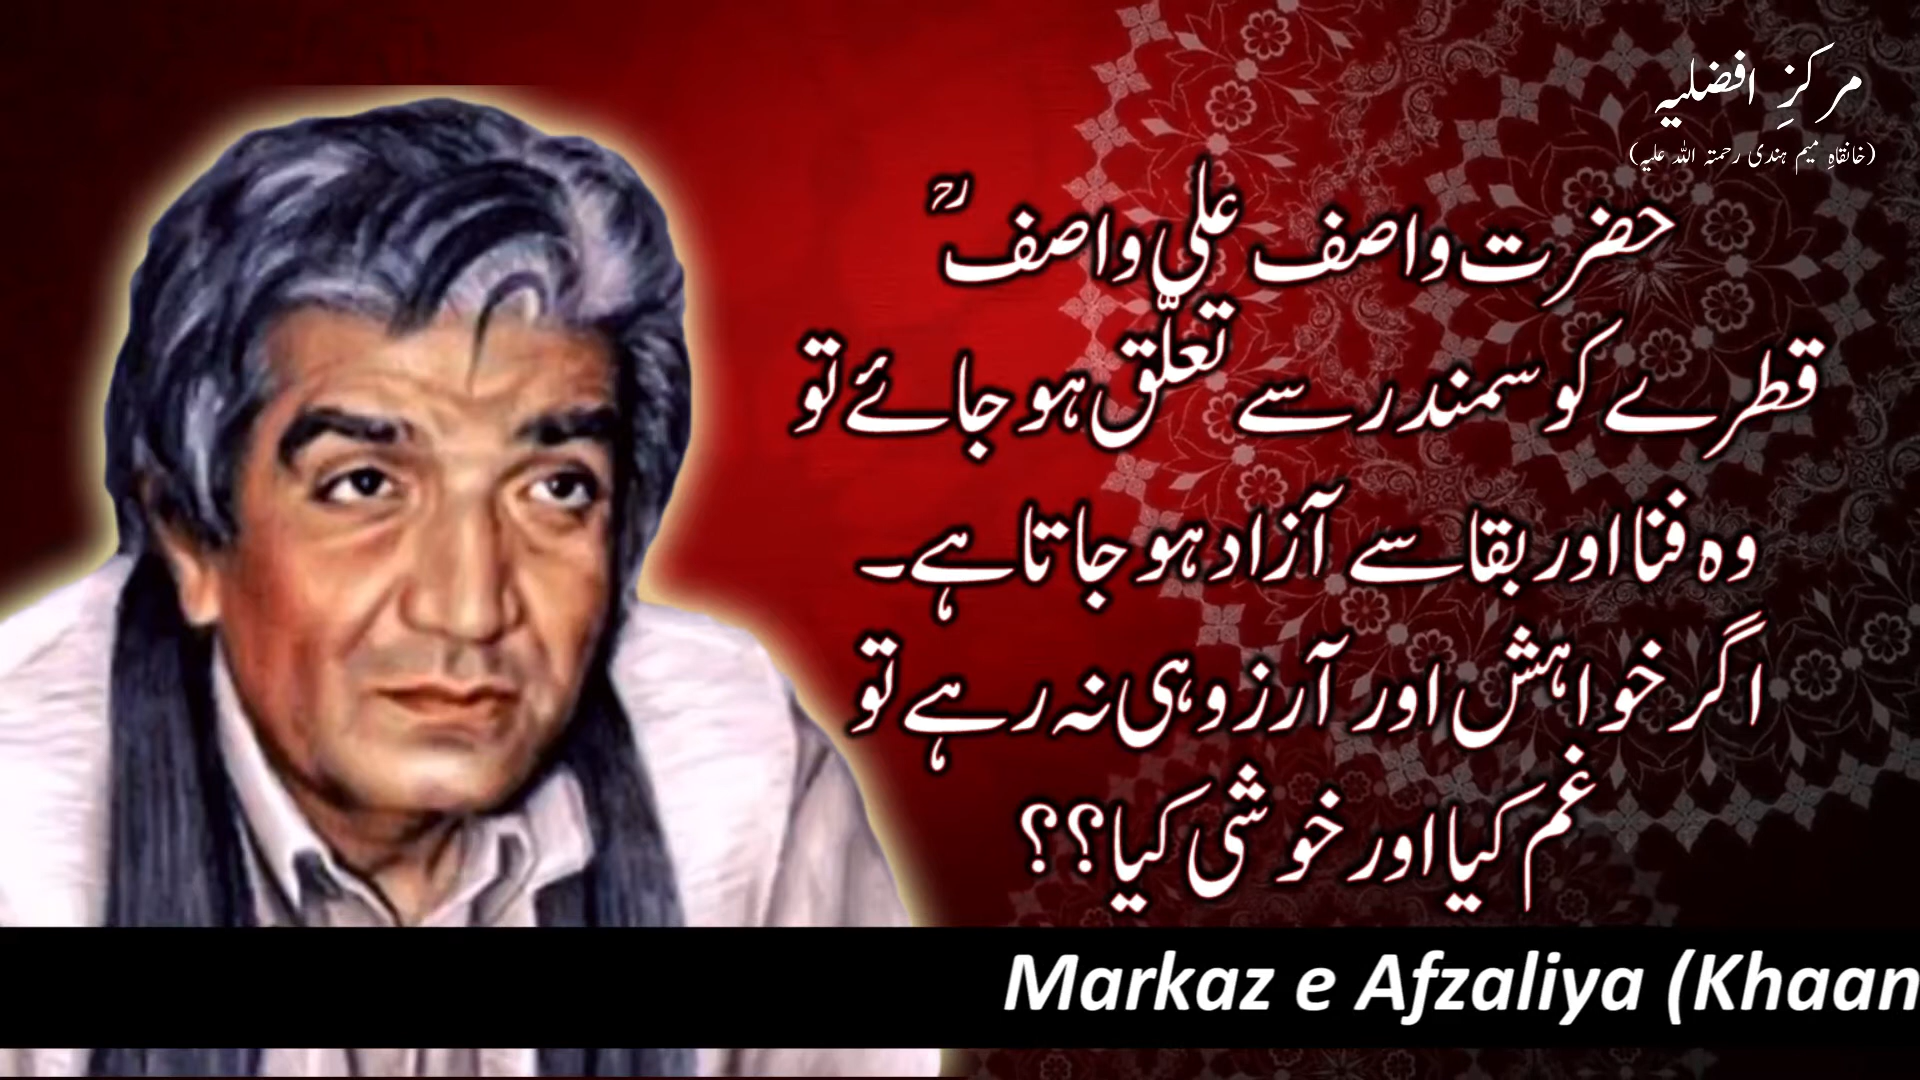 مرکزِ افضلیہ
(خانقاہِ میم ہندی رحمتہ اللہ علیہ)
حضرت واصف علی واصفؒ
قطرے کو سمندر سے تعلّق ہو جائے تو
وہ فنا اور بقا سے آزاد ہو جاتا ہے۔
اگر خواہش اور آرزو ہی نہ رہے تو
غم کیا اور خوشی کیا؟؟
Markaz e Afzaliya (Khaan